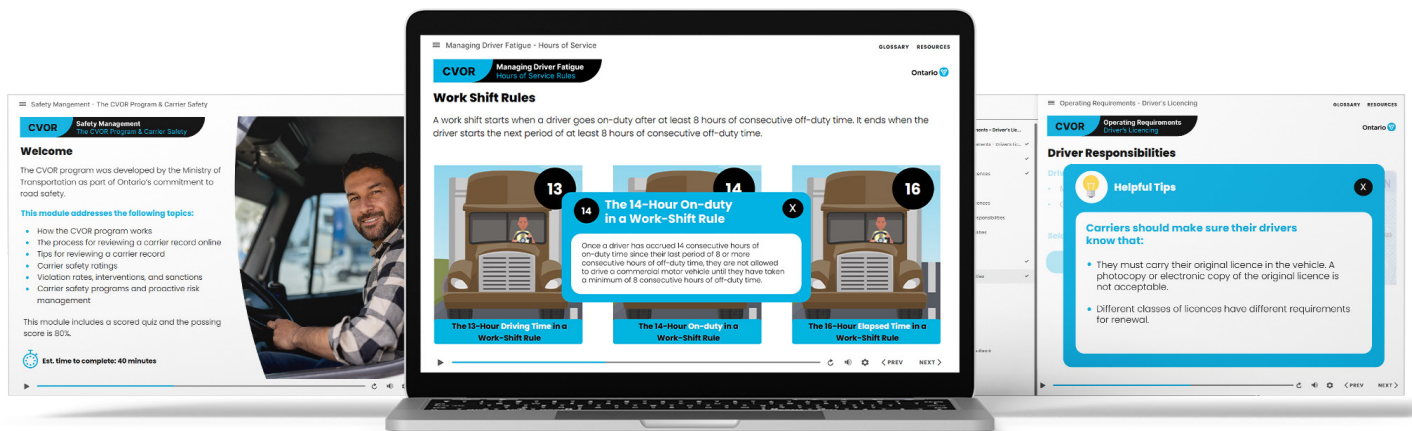 Safety Mangement - The CVOR Program & Carrier Safety
CVOR
Safety Management
The CVOR Program & Carrier Safety
Welcome
The CVOR program was developed by the Ministry of
Transportation as part of Ontario's commitment to
road safety.
This module addresses the following topics:
• How the CVOR program works
• The process for reviewing a carrier record online
• Tips for reviewing a carrier record
• Carrier safety ratings
• Violation rates, interventions, and sanctions
• Carrier safety programs and proactive risk
management
This module includes a scored quiz and the passing
score is 80%.
Est. time to complete: 40 minutes
Managing Driver Fatigue - Hours of Service
GLOSSARY RESOURCES
CVOR
Managing Driver Fatigue
Hours of Service Rules
Ontario
Work Shift Rules
A work shift starts when a driver goes on-duty after at least 8 hours of consecutive off-duty time. It ends when the
driver starts the next period of at least 8 hours of consecutive off-duty time.
13
14
16
14
The 14-Hour On-duty
in a Work-Shift Rule
X
Once a driver has accrued 14 consecutive hours of
on-duty time since their last period of 8 or more
consecutive hours of off-duty time, they are not allowed
to drive a commercial motor vehicle until they have taken
a minimum of 8 consecutive hours of off-duty time.
The 13-Hour Driving Time in a
Work-Shift Rule
The 14-Hour On-duty in a
Work-Shift Rule
The 16-Hour Elapsed Time in a
Work-Shift Rule
< PREV NEXT >
Operating Requirements - Driver's Licencing
GLOSSARY RESOURCES
CVOR
Operating Requirements
Driver's Licencing
Ontario
Driver Responsibilities
Helpful Tips
X
Carriers should make sure their drivers
know that:
• They must carry their original licence in the vehicle. A
photocopy or electronic copy of the original licence is
not acceptable.
• Different classes of licences have different requirements
for renewal.
< PREV NEXT >